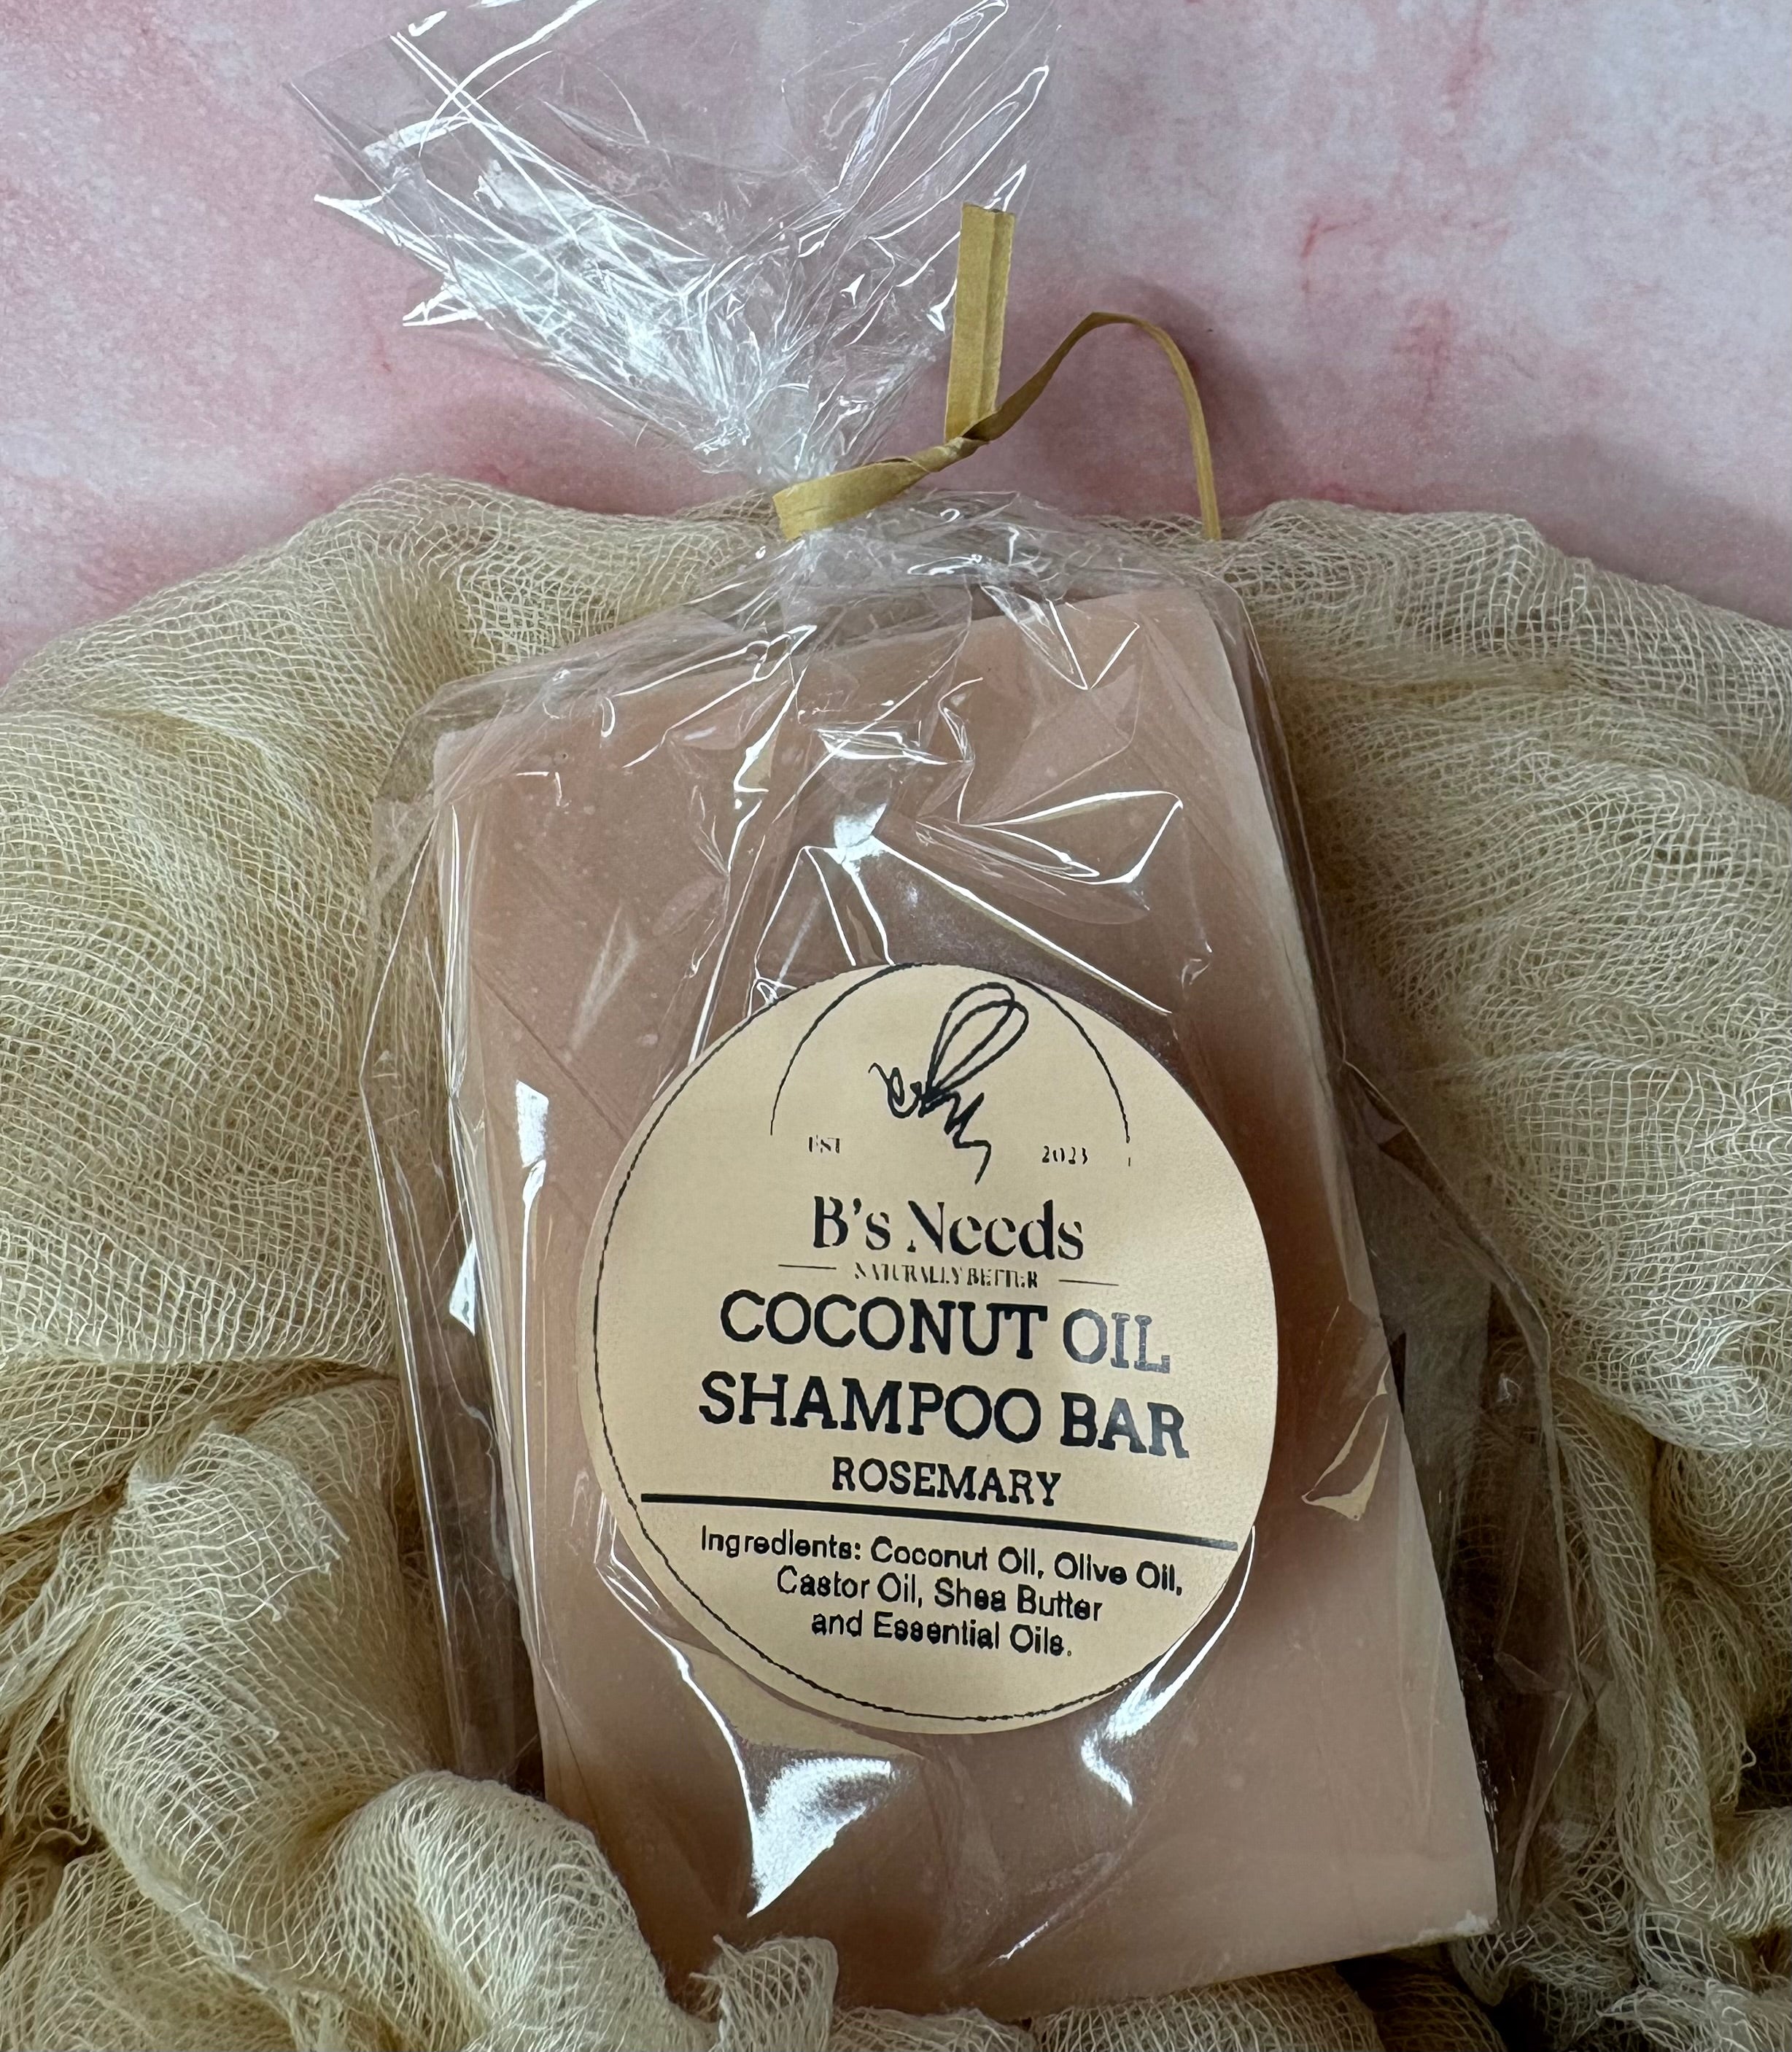 EST 2023
B's Needs
NATURALLY BETTER
COCONUT OIL
SHAMPOO BAR
ROSEMARY
Ingredients: Coconut Oil, Olive Oil,
Castor Oil, Shea Butter
and Essential Oils.